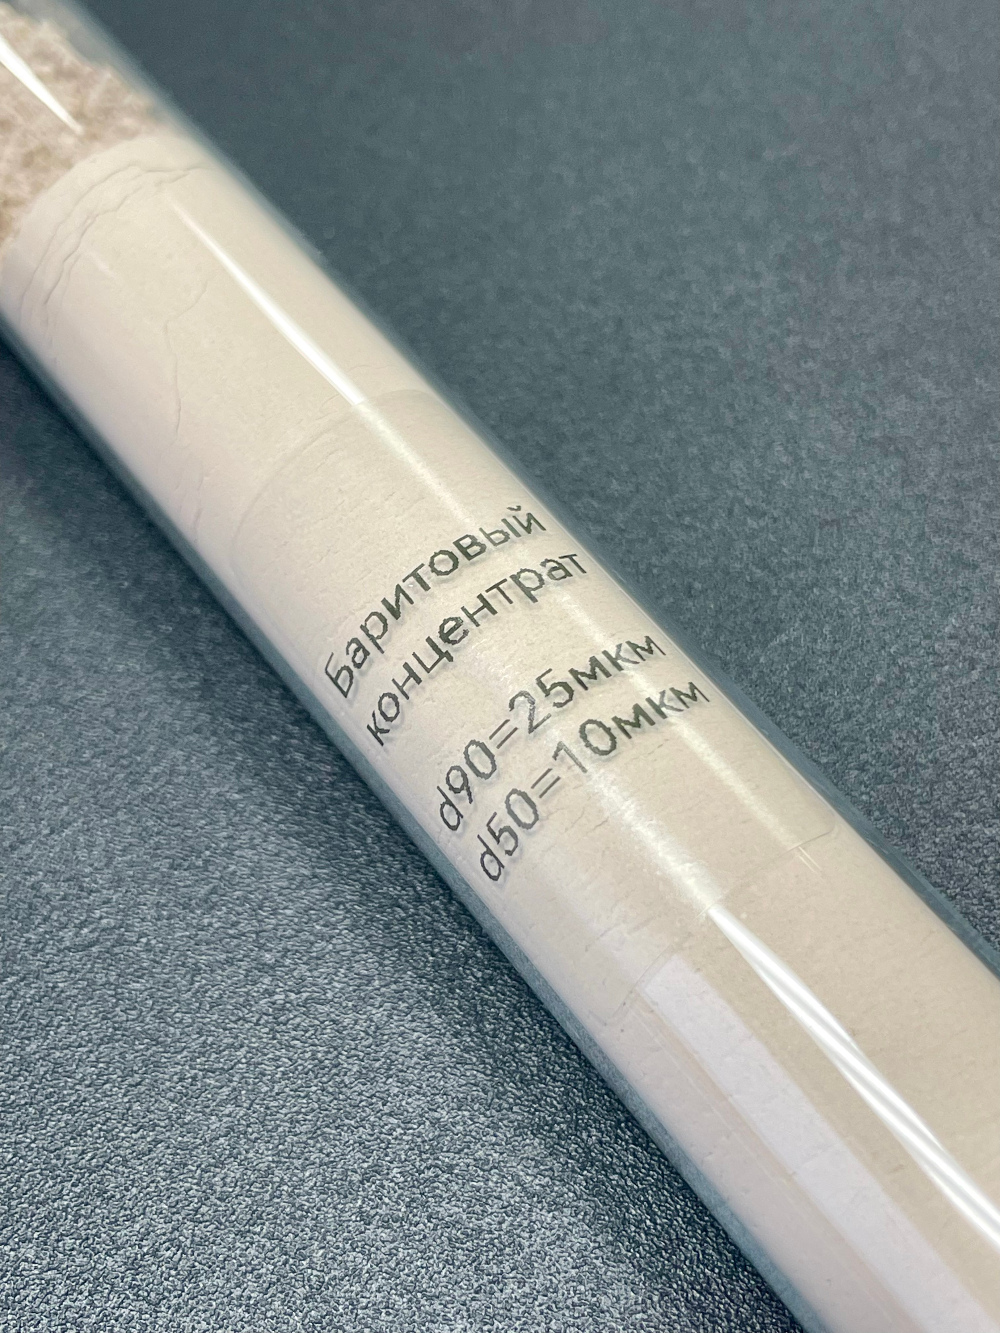 Баритовый
концентрат
d90=25мкм
d50=10мкм